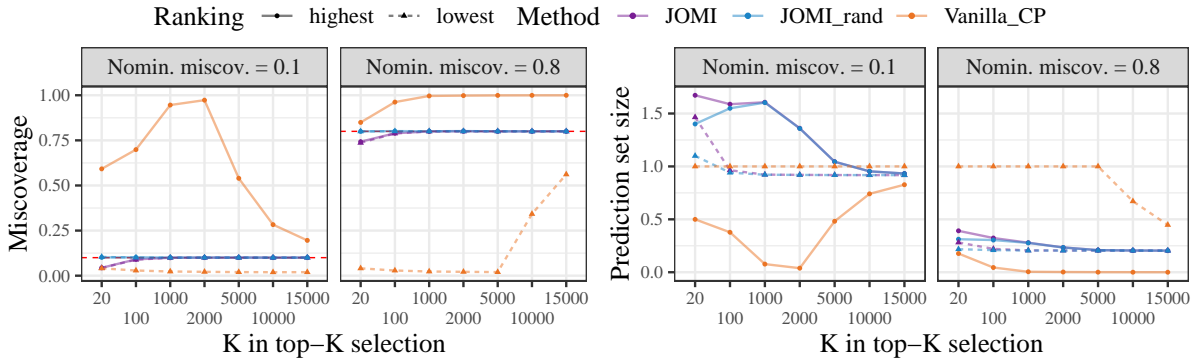 Ranking highest lowest Method JOMI JOMI_rand Vanilla_CP
Nomin. miscov. = 0.1 Nomin. miscov. = 0.8 Nomin. miscov. = 0.1 Nomin. miscov. = 0.8
Miscoverage
1.00
0.75
0.50
0.25
0.00
20 1000 5000 15000 20 1000 5000 15000
100 2000 10000 100 2000 10000
K in top−K selection
Prediction set size
1.5
1.0
0.5
0.0
20 1000 5000 15000 20 1000 5000 15000
100 2000 10000 100 2000 10000
K in top−K selection